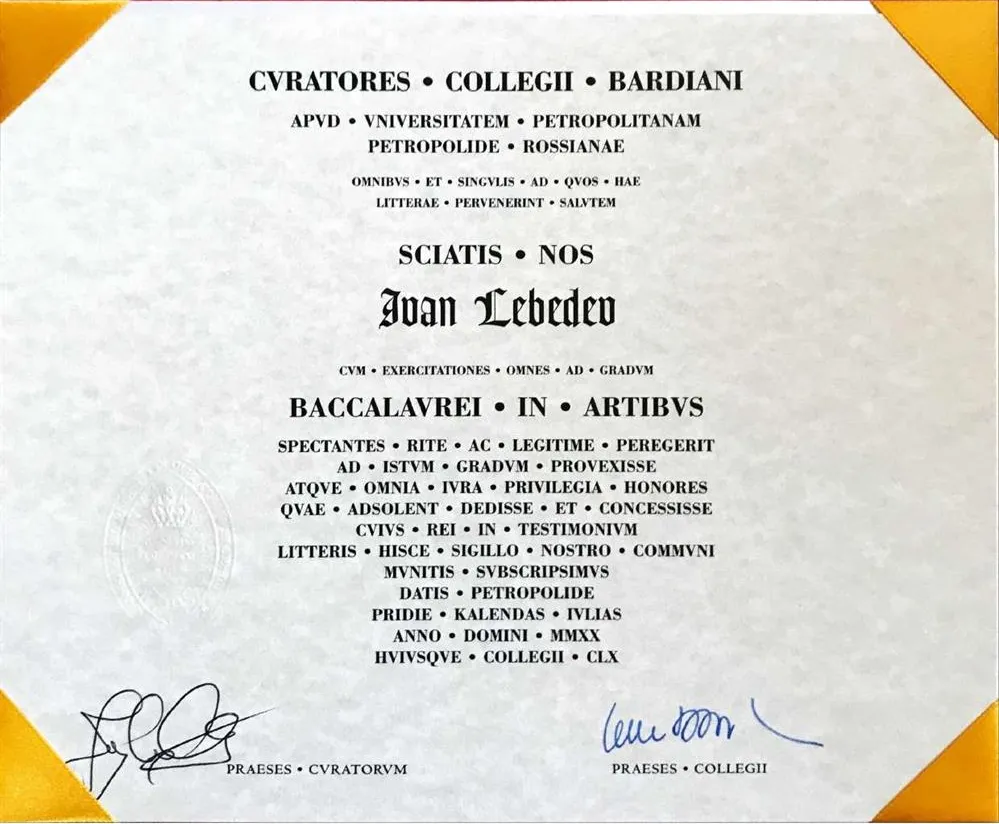 CVRATORES • COLLEGII • BARDIANI
APVD • VNIVERSITATEM • PETROPOLITANAM
PETROPOLIDE • ROSSIANAE
OMNIBVS • ET • SINGVLIS • AD • QVOS • HAE
LITTERAE • PERVENERINT • SALVTEM
SCIATIS • NOS
Ivan Lebedev
CVM • EXERCITATIONES • OMNES • AD • GRADVM
BACCALAVREI • IN • ARTIBVS
SPECTANTES • RITE • AC • LEGITIME • PEREGERIT
AD • ISTVM • GRADVM • PROVEXISSE
ATQVE • OMNIA • IVRA • PRIVILEGIA • HONORES
QVAE • ADSOLENT • DEDISSE • ET • CONCESSISSE
CVIVS • REI • IN • TESTIMONIVM
LITTERIS • HISCE • SIGILLO • NOSTRO • COMMVNI
MVNITIS • SVBSCRIPSIMVS
DATIS • PETROPOLIDE
PRIDIE • KALENDAS • IVLIAS
ANNO • DOMINI • MMXX
HVIVSQVE • COLLEGII • CLX
PRAESES • CVRATORVM
PRAESES • COLLEGII